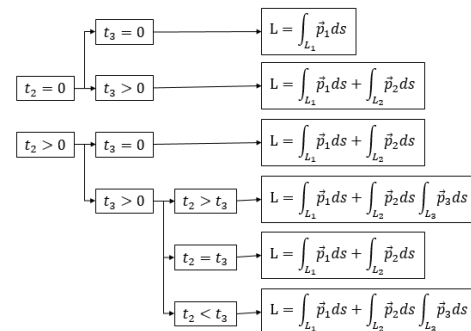 t₃ = 0
L = ∫_{L₁} p⃗₁ds
t₂ = 0
t₃ > 0
L = ∫_{L₁} p⃗₁ds + ∫_{L₂} p⃗₂ds
t₂ > 0
t₃ = 0
L = ∫_{L₁} p⃗₁ds + ∫_{L₂} p⃗₂ds
t₃ > 0
t₂ > t₃
L = ∫_{L₁} p⃗₁ds + ∫_{L₂} p⃗₂ds ∫_{L₃} p⃗₃ds
t₂ = t₃
L = ∫_{L₁} p⃗₁ds + ∫_{L₂} p⃗₂ds
t₂ < t₃
L = ∫_{L₁} p⃗₁ds + ∫_{L₂} p⃗₂ds ∫_{L₃} p⃗₃ds